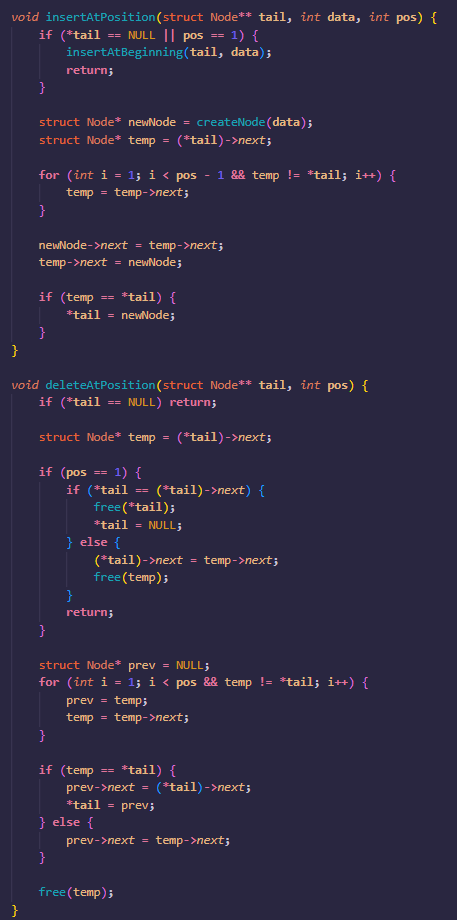 void insertAtPosition(struct Node** tail, int data, int pos) {
    if (*tail == NULL || pos == 1) {
        insertAtBeginning(tail, data);
        return;
    }

    struct Node* newNode = createNode(data);
    struct Node* temp = (*tail)->next;

    for (int i = 1; i < pos - 1 && temp != *tail; i++) {
        temp = temp->next;
    }

    newNode->next = temp->next;
    temp->next = newNode;

    if (temp == *tail) {
        *tail = newNode;
    }
}

void deleteAtPosition(struct Node** tail, int pos) {
    if (*tail == NULL) return;

    struct Node* temp = (*tail)->next;

    if (pos == 1) {
        if (*tail == (*tail)->next) {
            free(*tail);
            *tail = NULL;
        } else {
            (*tail)->next = temp->next;
            free(temp);
        }
        return;
    }

    struct Node* prev = NULL;
    for (int i = 1; i < pos && temp != *tail; i++) {
        prev = temp;
        temp = temp->next;
    }

    if (temp == *tail) {
        prev->next = (*tail)->next;
        *tail = prev;
    } else {
        prev->next = temp->next;
    }

    free(temp);
}